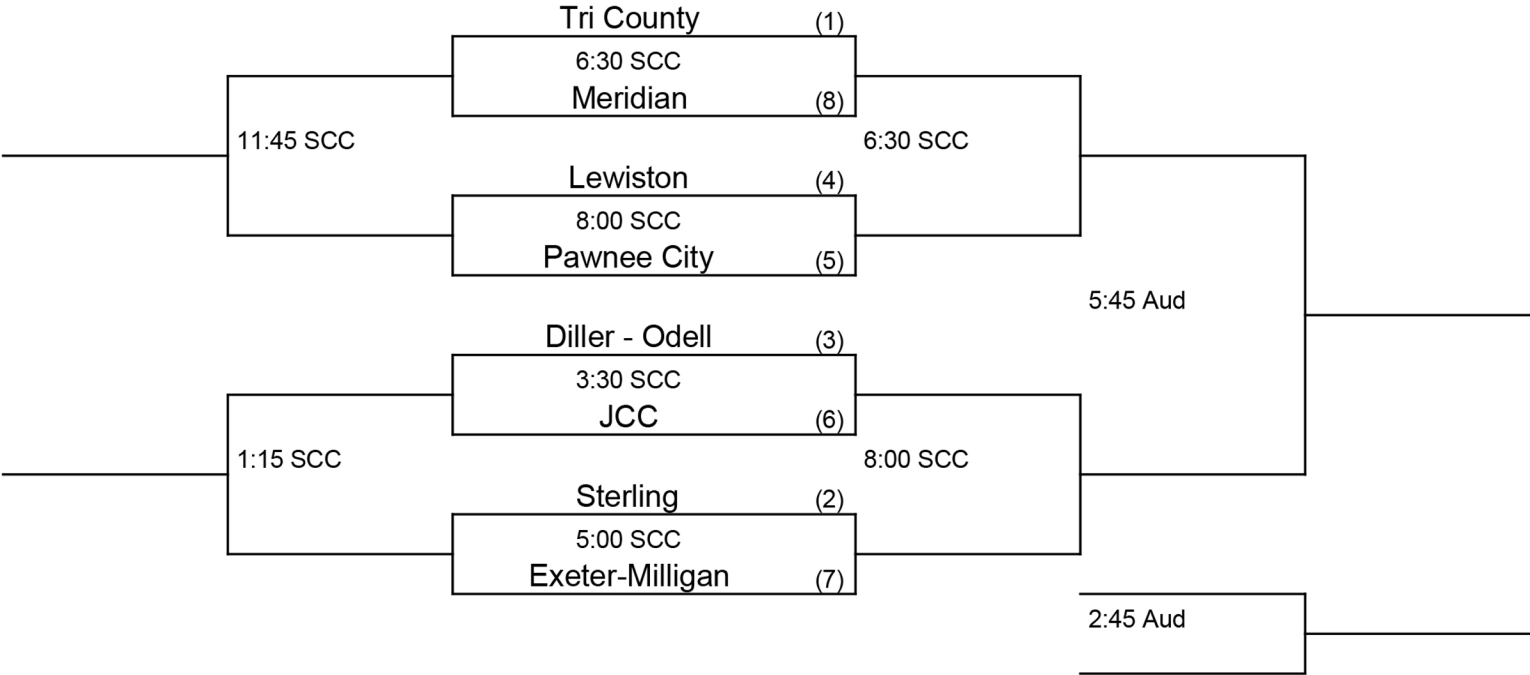 Tri County (1)
6:30 SCC
Meridian (8)
11:45 SCC
6:30 SCC
Lewiston (4)
8:00 SCC
Pawnee City (5)
5:45 Aud
Diller - Odell (3)
3:30 SCC
JCC (6)
1:15 SCC
8:00 SCC
Sterling (2)
5:00 SCC
Exeter-Milligan (7)
2:45 Aud